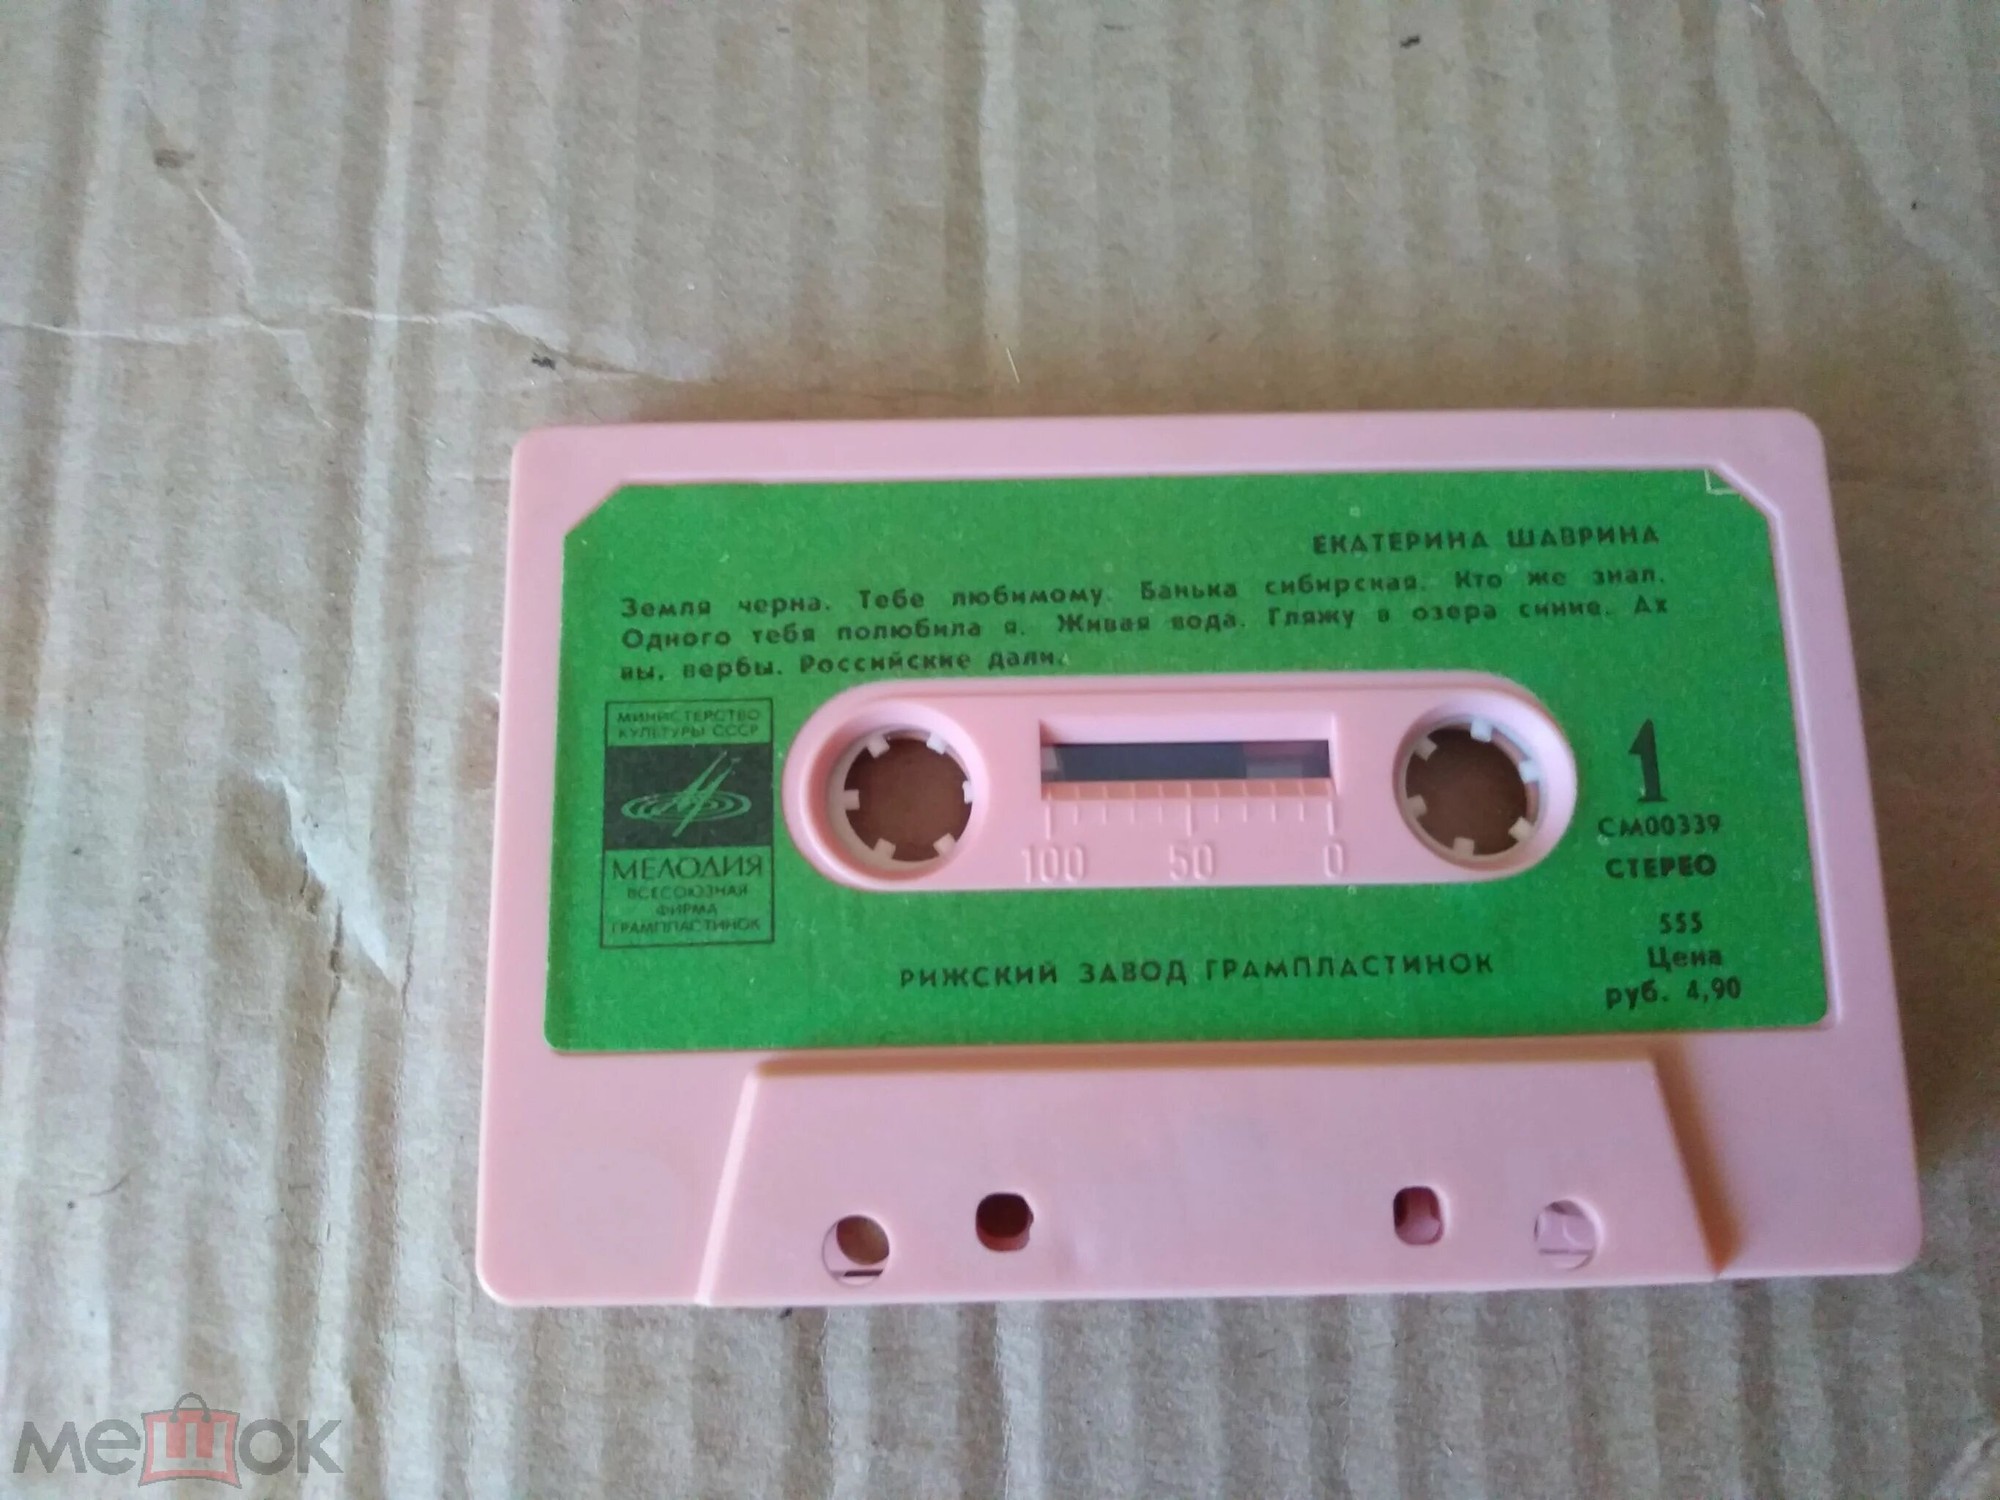 ЕКАТЕРИНА ШАВРИНА
Земля черна. Тебе любимому. Банька сибирская. Кто же знал.
Одного тебя полюбила я. Живая вода. Гляжу в озера синие. Ах
вы, вербы. Российские дали.
МИНИСТЕРСТВО
КУЛЬТУРЫ СССР
МЕЛОДИЯ
ВСЕСОЮЗНАЯ
ФИРМА
ГРАМПЛАСТИНОК
100 50 0
1
СМ00339
СТЕРЕО
555
Цена
руб. 4,90
РИЖСКИЙ ЗАВОД ГРАМПЛАСТИНОК
мешок